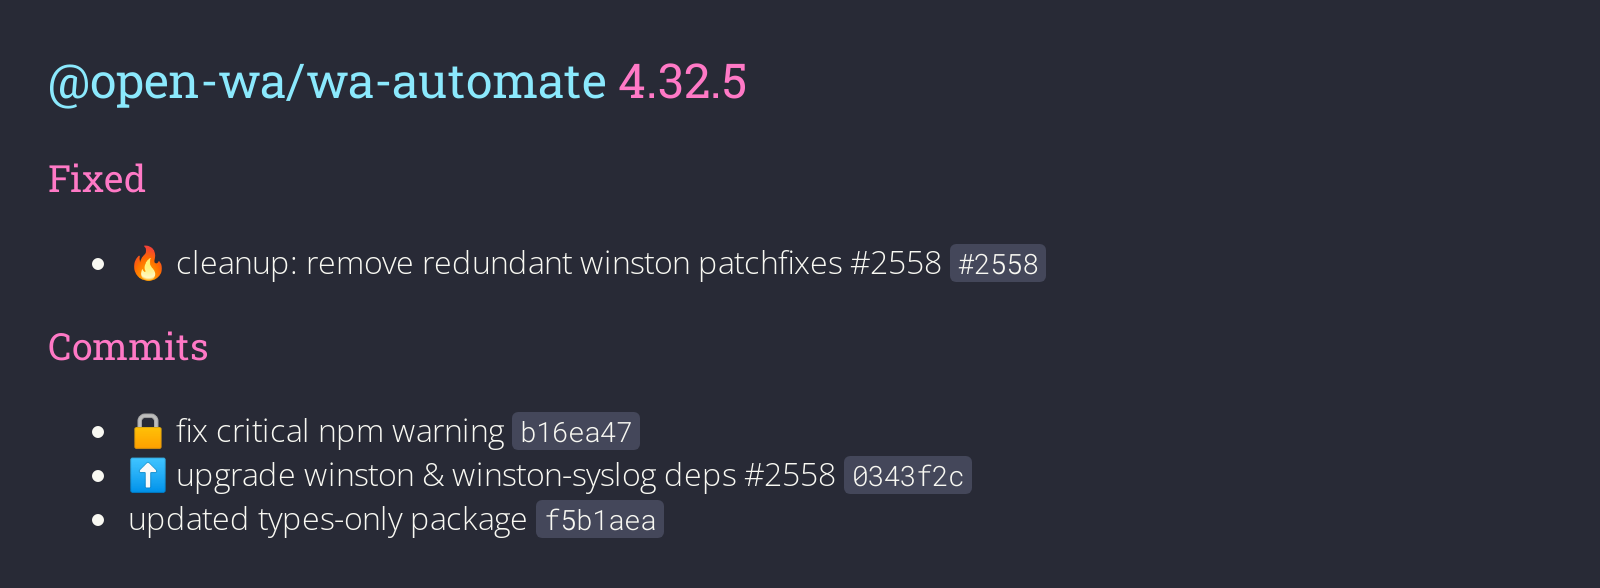 @open-wa/wa-automate 4.32.5
Fixed
🔥 cleanup: remove redundant winston patchfixes #2558 #2558
Commits
🔒 fix critical npm warning b16ea47
⬆️ upgrade winston & winston-syslog deps #2558 0343f2c
updated types-only package f5b1aea